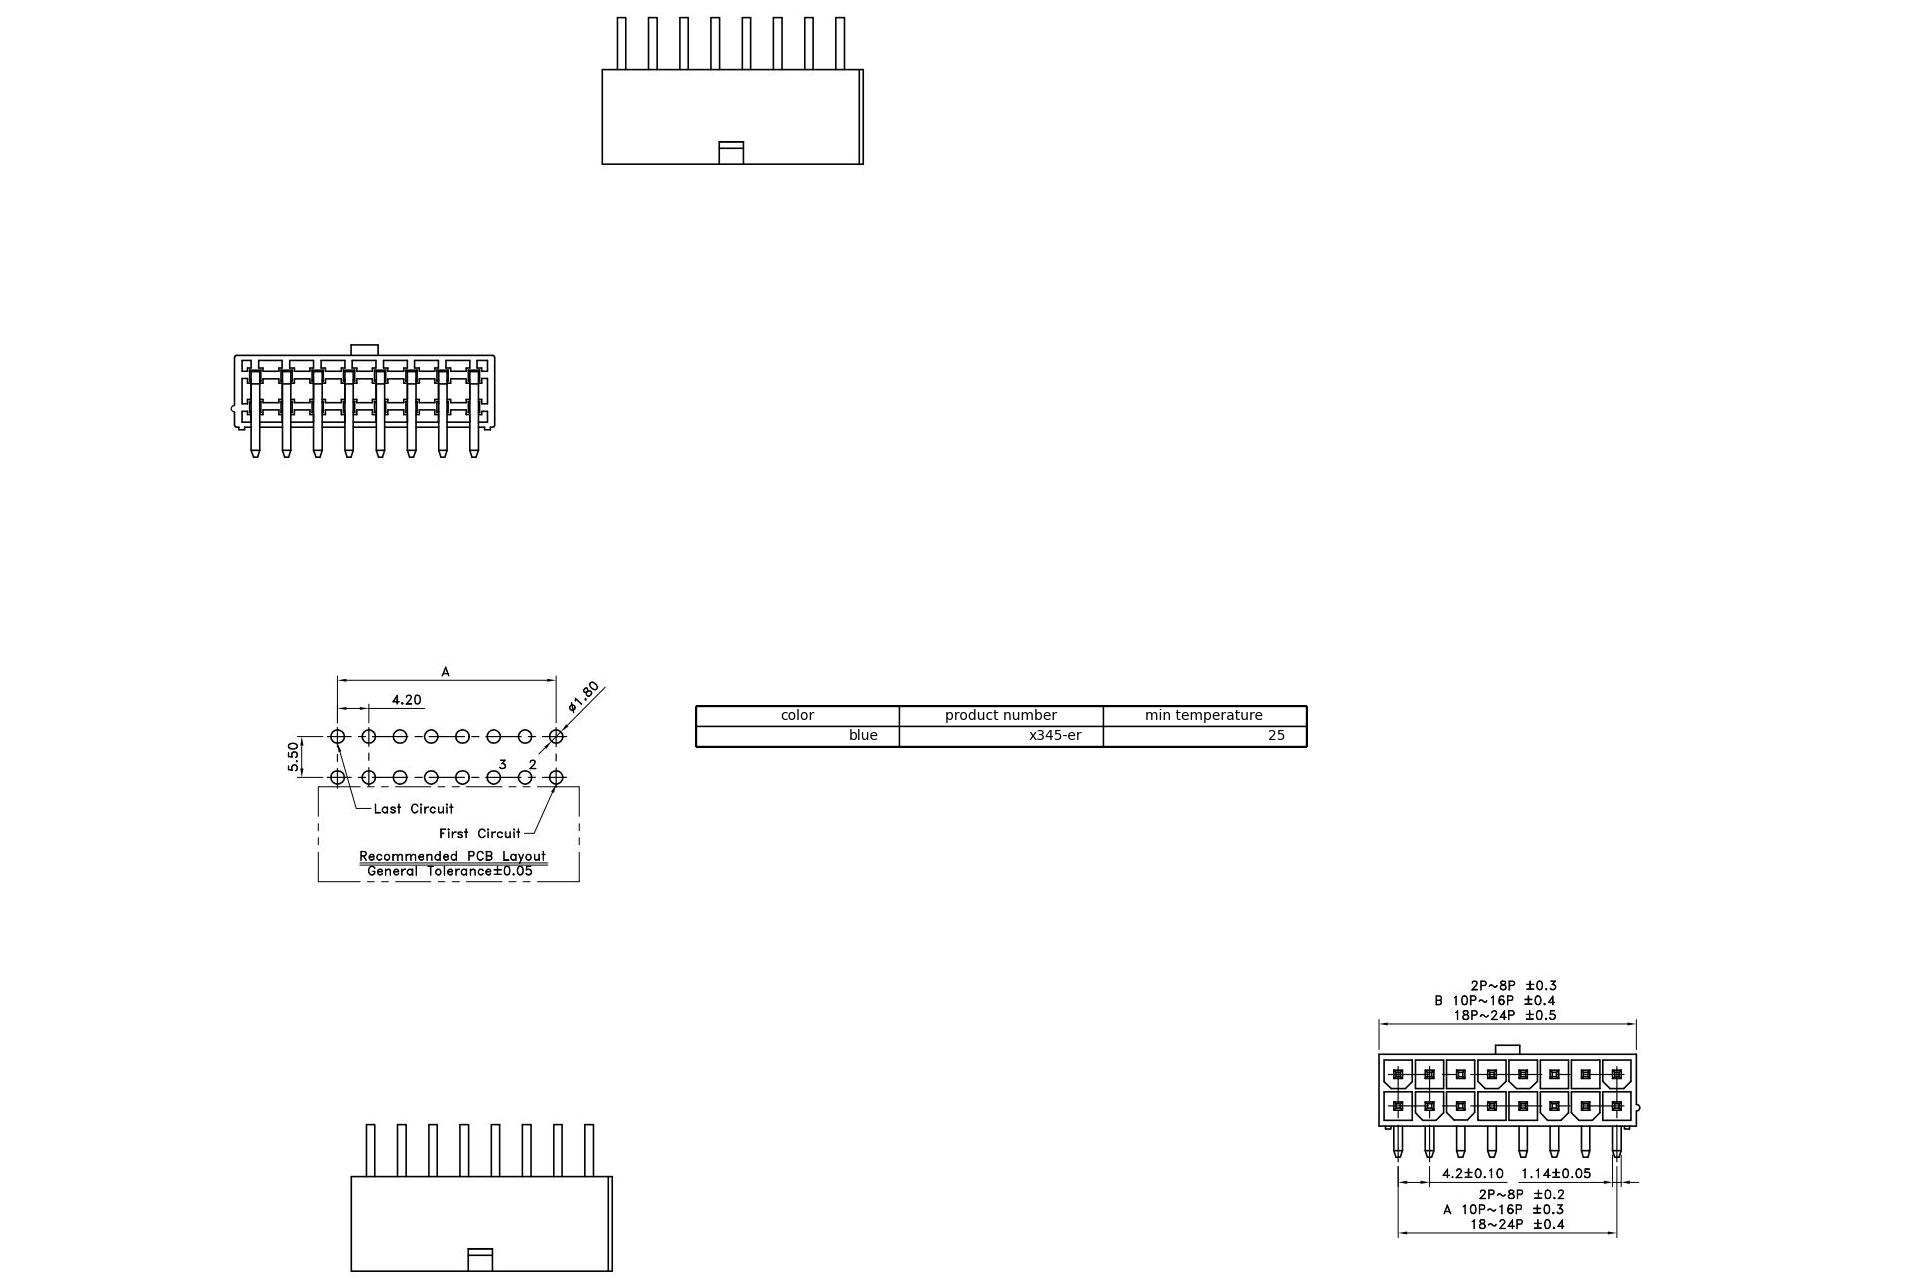 A
4.20
ø1.80
5.50
3 2
Last Circuit
First Circuit
Recommended PCB Layout
General Tolerance±0.05
color product number min temperature
blue x345-er 25
2P~8P ±0.3
B 10P~16P ±0.4
18P~24P ±0.5
4.2±0.10 1.14±0.05
2P~8P ±0.2
A 10P~16P ±0.3
18~24P ±0.4